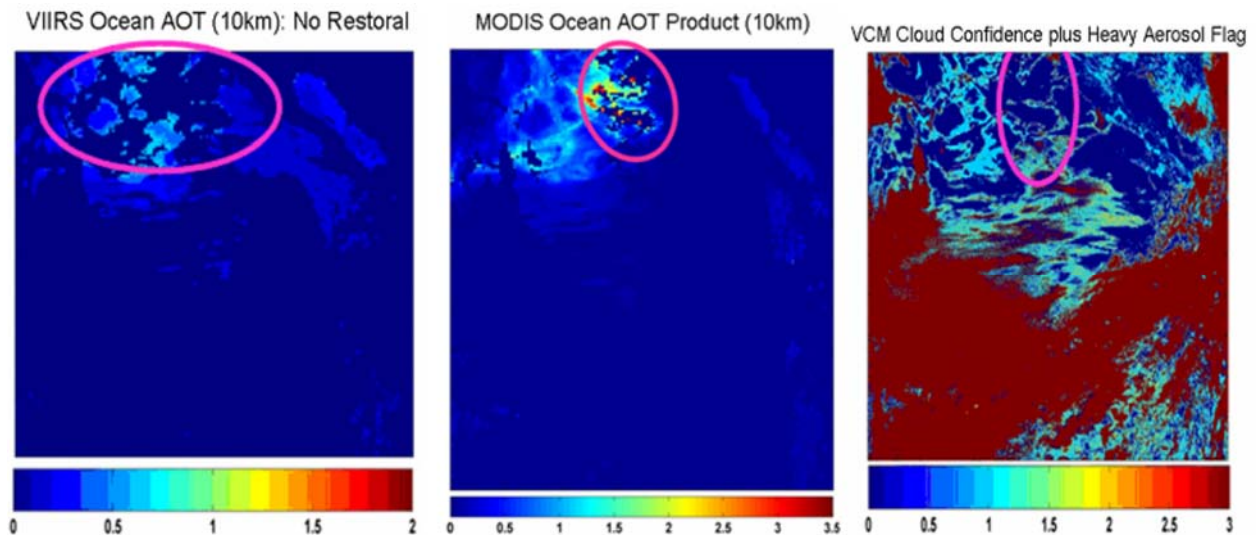 VIIRS Ocean AOT (10km): No Restoral
MODIS Ocean AOT Product (10km)
VCM Cloud Confidence plus Heavy Aerosol Flag
0 0.5 1 1.5 2
0 0.5 1 1.5 2 2.5 3 3.5
0 0.5 1 1.5 2 2.5 3